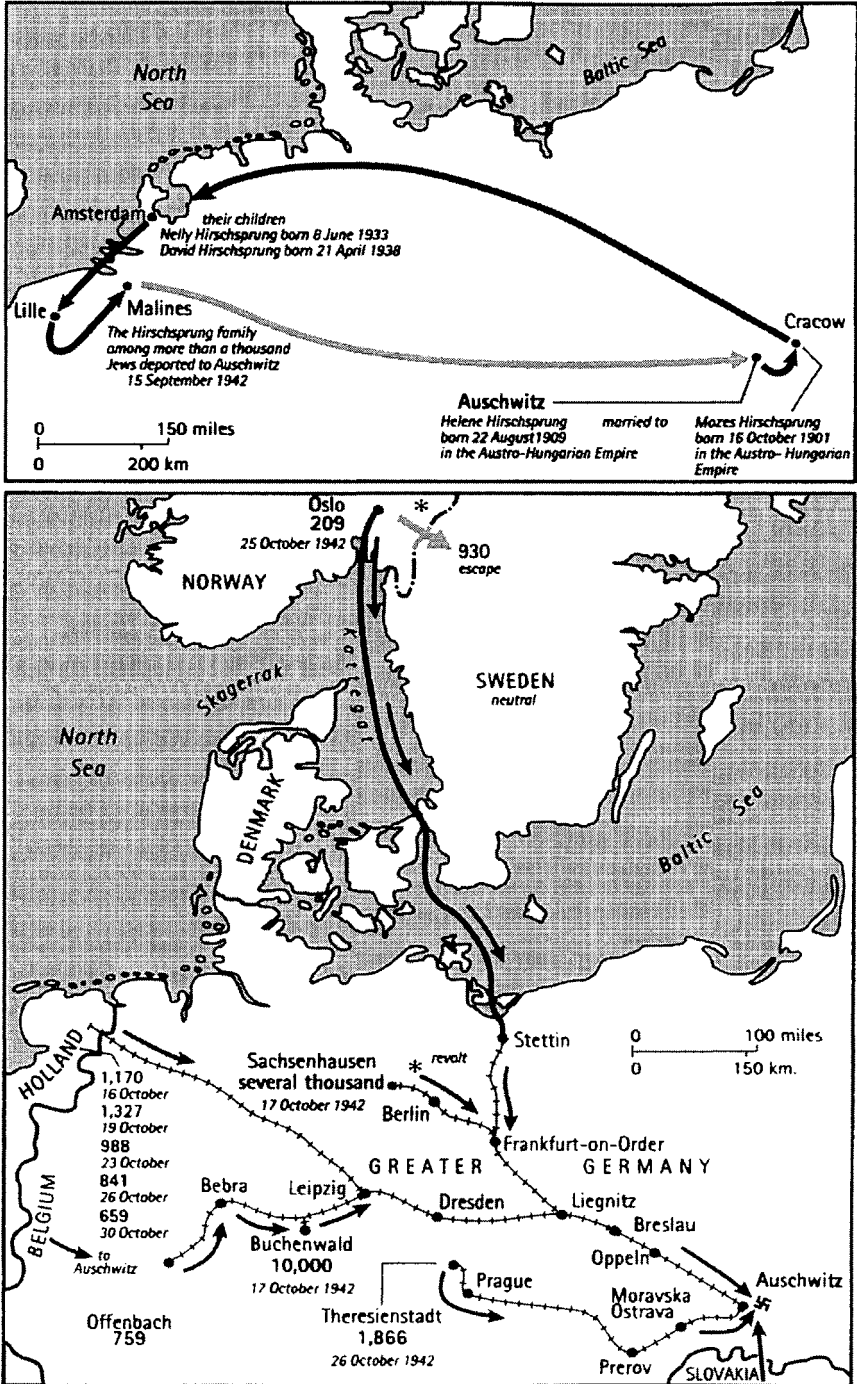 North
Sea
Baltic Sea
Amsterdam
their children
Nelly Hirschsprung born 8 June 1933
David Hirschsprung born 21 April 1938
Lille
Malines
The Hirschsprung family
among more than a thousand
Jews deported to Auschwitz
15 September 1942
Cracow
Auschwitz
Helene Hirschsprung
born 22 August 1909
in the Austro-Hungarian Empire
married to
Mozes Hirschsprung
born 16 October 1901
in the Austro- Hungarian
Empire
0 150 miles
0 200 km
Oslo
209
25 October 1942
*
930
escape
NORWAY
Kattegat
Skagerrak
SWEDEN
neutral
North
Sea
DENMARK
Baltic Sea
Stettin
0 100 miles
0 150 km.
HOLLAND
1,170
16 October
1,327
19 October
988
23 October
841
26 October
659
30 October
Sachsenhausen
several thousand
17 October 1942
* revolt
Berlin
Frankfurt-on-Order
GREATER GERMANY
BELGIUM
to
Auschwitz
Bebra
Leipzig
Dresden
Liegnitz
Breslau
Oppeln
Buchenwald
10,000
17 October 1942
Offenbach
759
Theresienstadt
1,866
26 October 1942
Prague
Moravska
Ostrava
Auschwitz
Prerov
SLOVAKIA